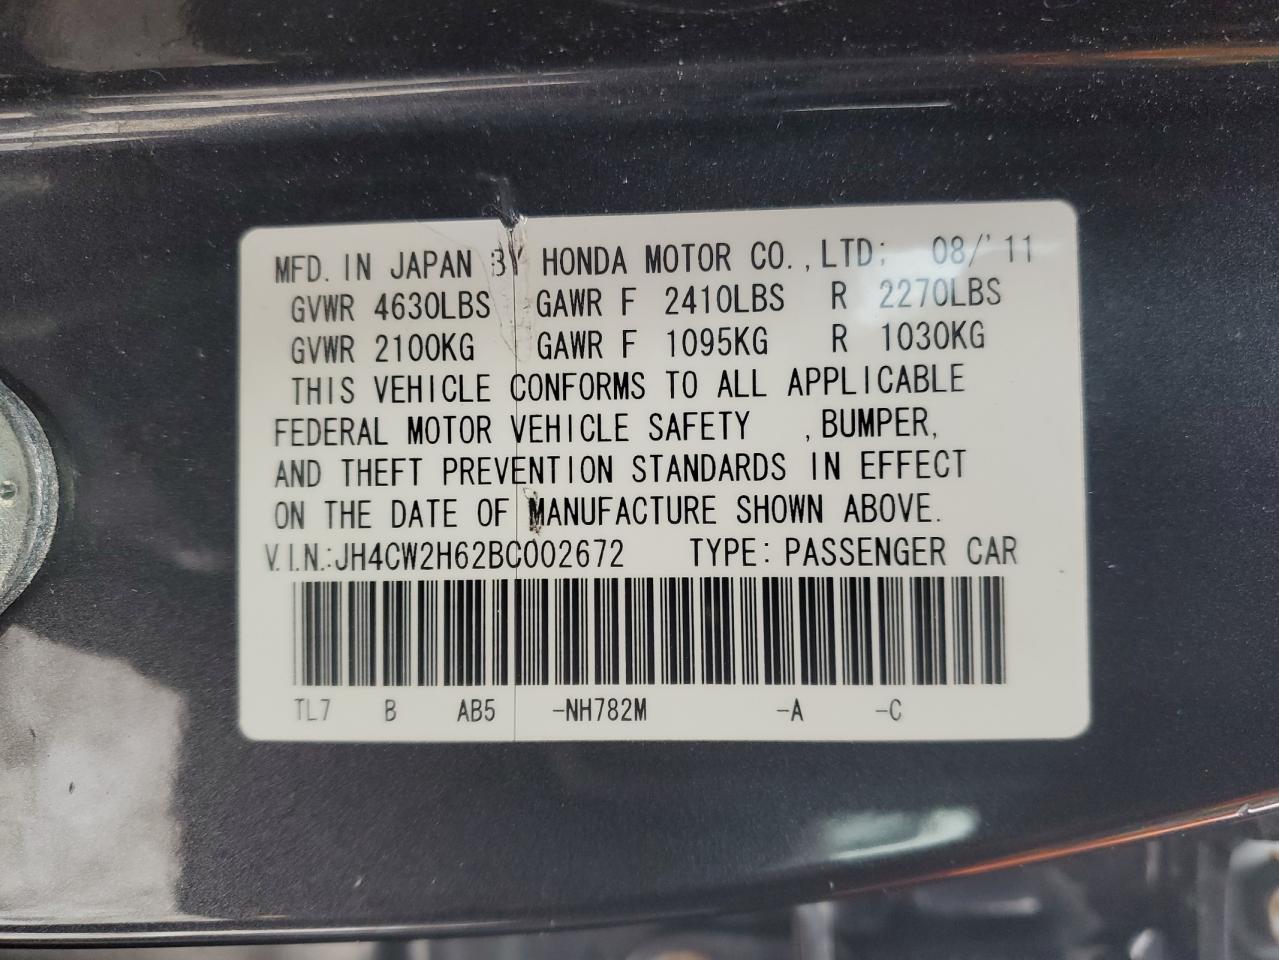 MFD. IN JAPAN BY HONDA MOTOR CO., LTD; 08/'11
GVWR 4630LBS GAWR F 2410LBS R 2270LBS
GVWR 2100KG GAWR F 1095KG R 1030KG
THIS VEHICLE CONFORMS TO ALL APPLICABLE
FEDERAL MOTOR VEHICLE SAFETY , BUMPER,
AND THEFT PREVENTION STANDARDS IN EFFECT
ON THE DATE OF MANUFACTURE SHOWN ABOVE.
V.I.N.: JH4CW2H62BC002672 TYPE: PASSENGER CAR
TL7 B AB5 -NH782M -A -C